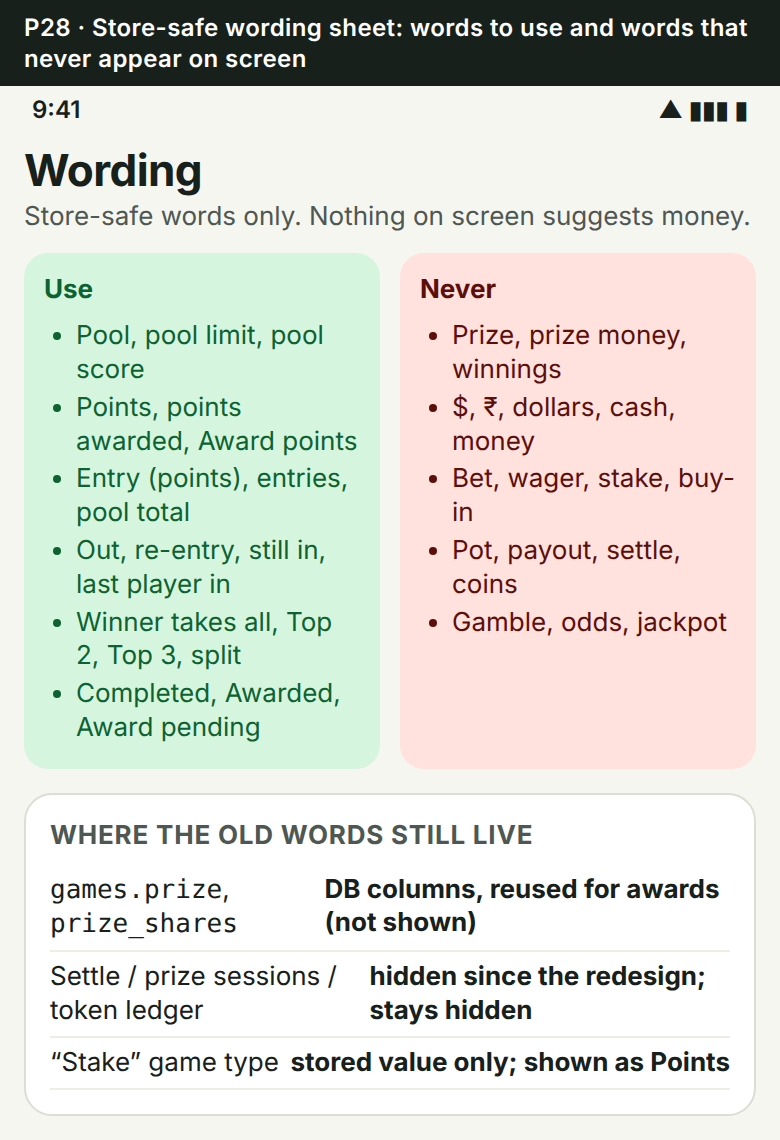 P28 · Store-safe wording sheet: words to use and words that
never appear on screen
9:41
Wording
Store-safe words only. Nothing on screen suggests money.
Use
• Pool, pool limit, pool
score
• Points, points
awarded, Award points
• Entry (points), entries,
pool total
• Out, re-entry, still in,
last player in
• Winner takes all, Top
2, Top 3, split
• Completed, Awarded,
Award pending
Never
• Prize, prize money,
winnings
• $, ₹, dollars, cash,
money
• Bet, wager, stake, buy-
in
• Pot, payout, settle,
coins
• Gamble, odds, jackpot
WHERE THE OLD WORDS STILL LIVE
games.prize,
prize_shares
DB columns, reused for awards
(not shown)
Settle / prize sessions /
token ledger
hidden since the redesign;
stays hidden
“Stake” game type stored value only; shown as Points